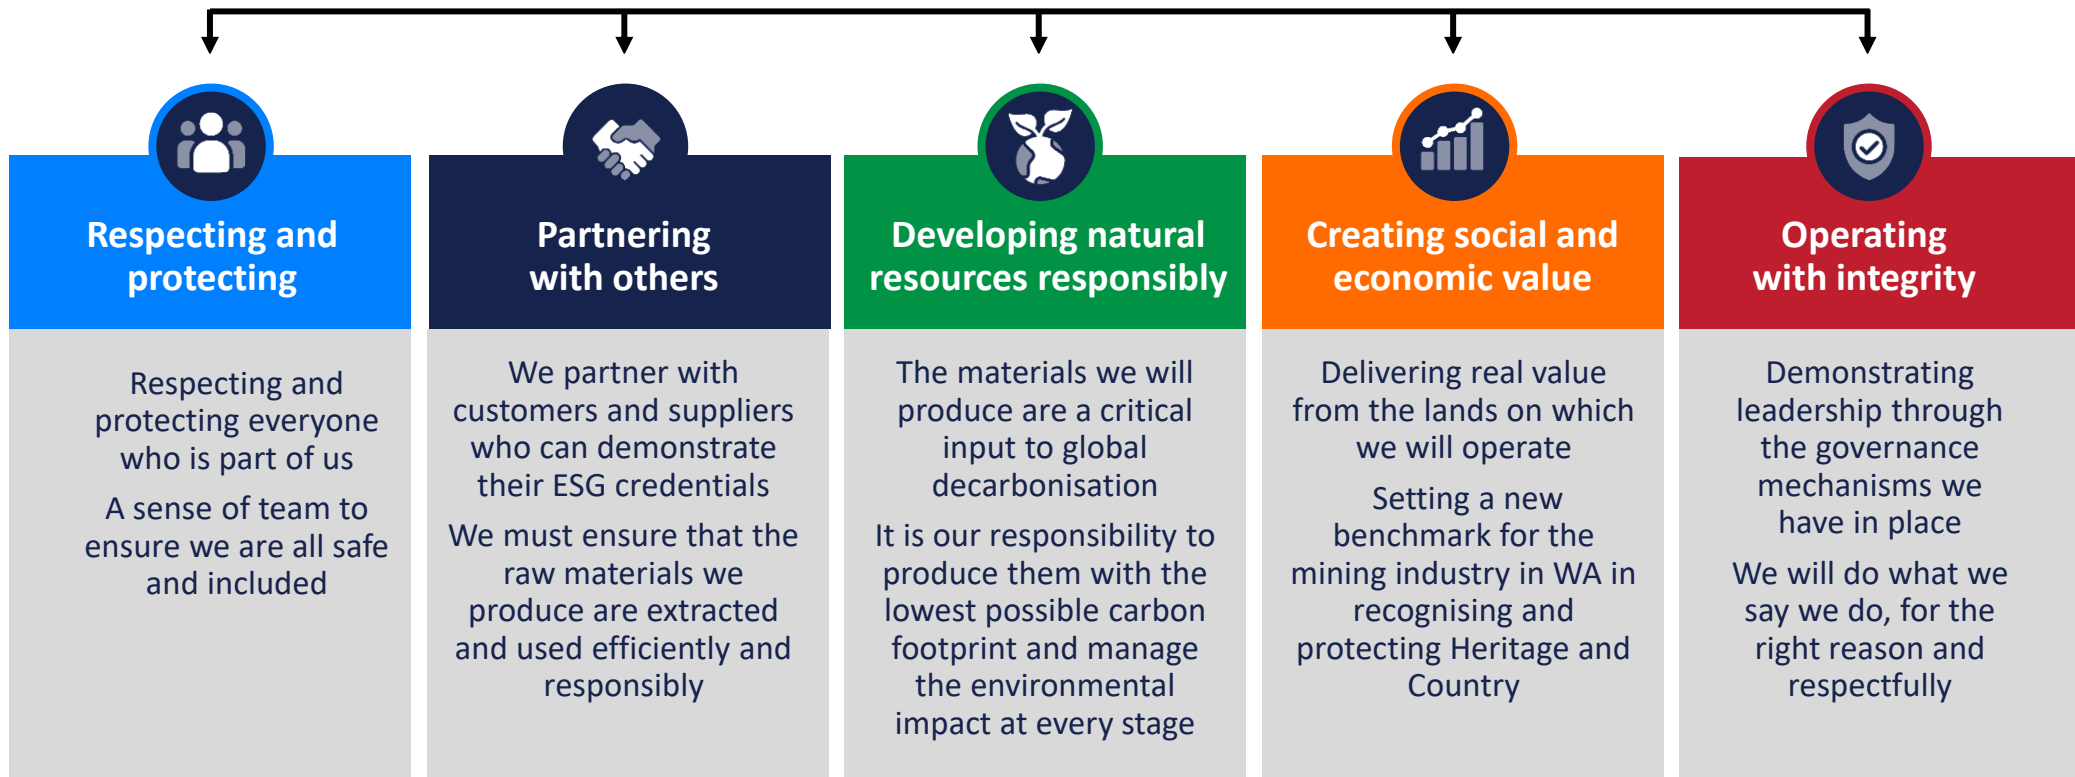 Respecting and
protecting
Respecting and
protecting everyone
who is part of us
A sense of team to
ensure we are all safe
and included
Partnering
with others
We partner with
customers and suppliers
who can demonstrate
their ESG credentials
We must ensure that the
raw materials we
produce are extracted
and used efficiently and
responsibly
Developing natural
resources responsibly
The materials we will
produce are a critical
input to global
decarbonisation
It is our responsibility to
produce them with the
lowest possible carbon
footprint and manage
the environmental
impact at every stage
Creating social and
economic value
Delivering real value
from the lands on which
we will operate
Setting a new
benchmark for the
mining industry in WA in
recognising and
protecting Heritage and
Country
Operating
with integrity
Demonstrating
leadership through
the governance
mechanisms we
have in place
We will do what we
say we do, for the
right reason and
respectfully